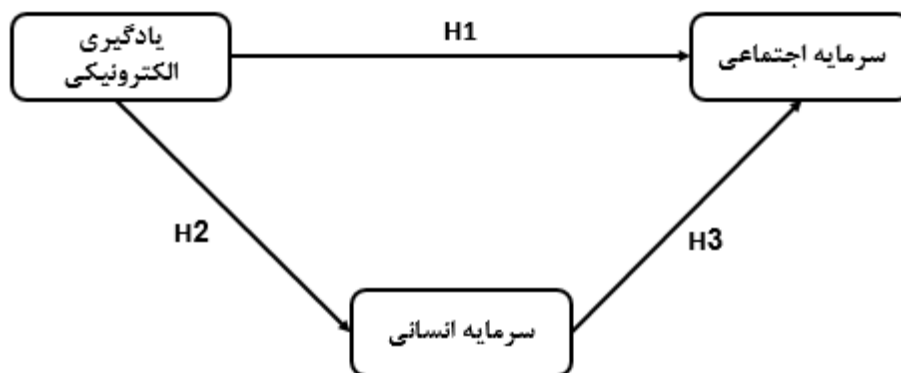 یادگیری
الکترونیکی
H1
سرمایه اجتماعی
H2
H3
سرمایه انسانی